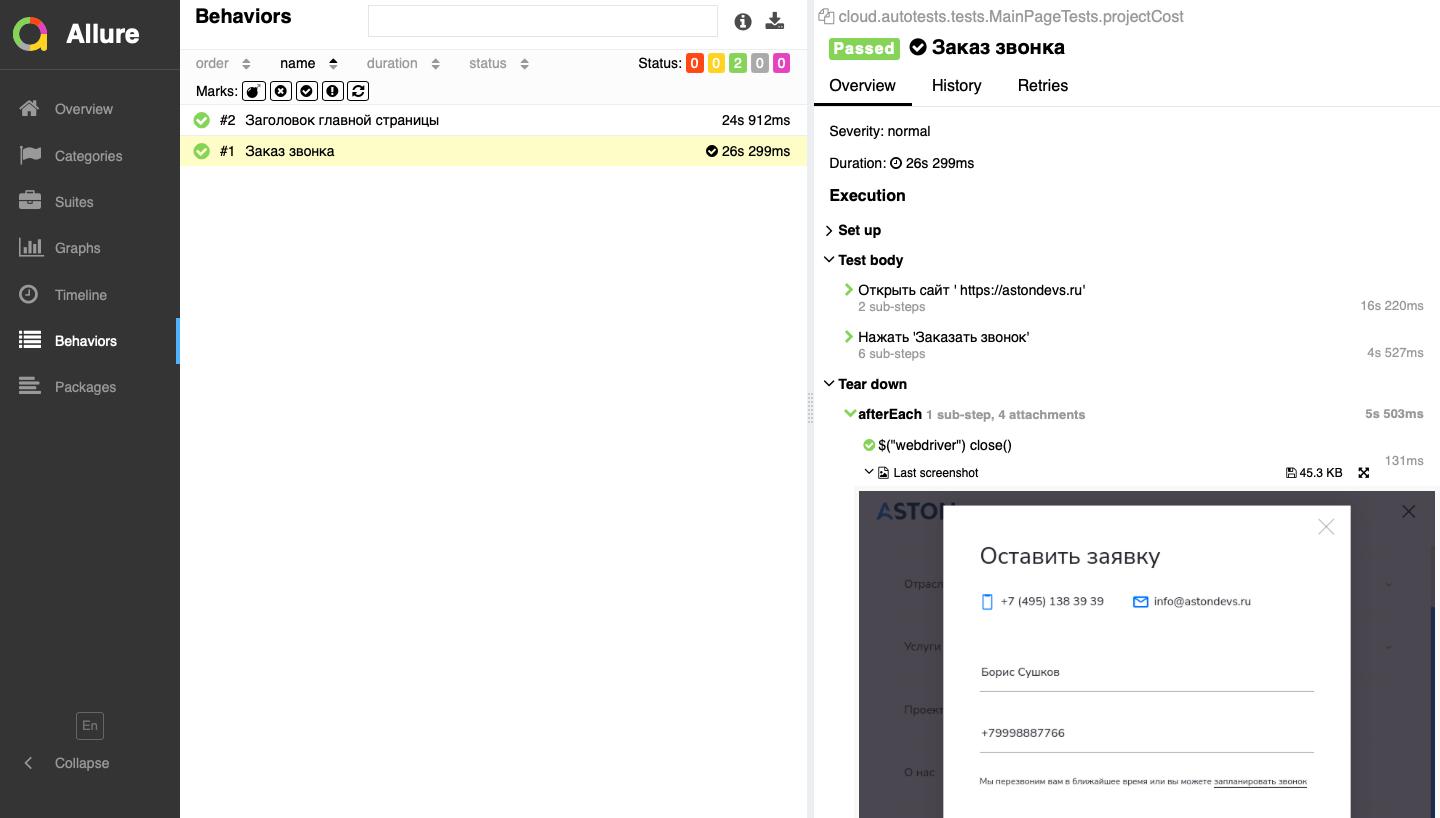 Allure
Overview
Categories
Suites
Graphs
Timeline
Behaviors
Packages
En
Collapse
Behaviors
order name duration status Status: 0 0 2 0 0
Marks:
#2 Заголовок главной страницы 24s 912ms
#1 Заказ звонка 26s 299ms
cloud.autotests.tests.MainPageTests.projectCost
Passed Заказ звонка
Overview History Retries
Severity: normal
Duration: 26s 299ms
Execution
Set up
Test body
Открыть сайт ' https://astondevs.ru'
2 sub-steps 16s 220ms
Нажать 'Заказать звонок'
6 sub-steps 4s 527ms
Tear down
afterEach 1 sub-step, 4 attachments 5s 503ms
$("webdriver") close()
131ms
Last screenshot 45.3 KB
ASTON
Оставить заявку
Отрасл
+7 (495) 138 39 39 info@astondevs.ru
Услуги
Борис Сушков
Проект
+79998887766
О нас
Мы перезвоним вам в ближайшее время или вы можете запланировать звонок